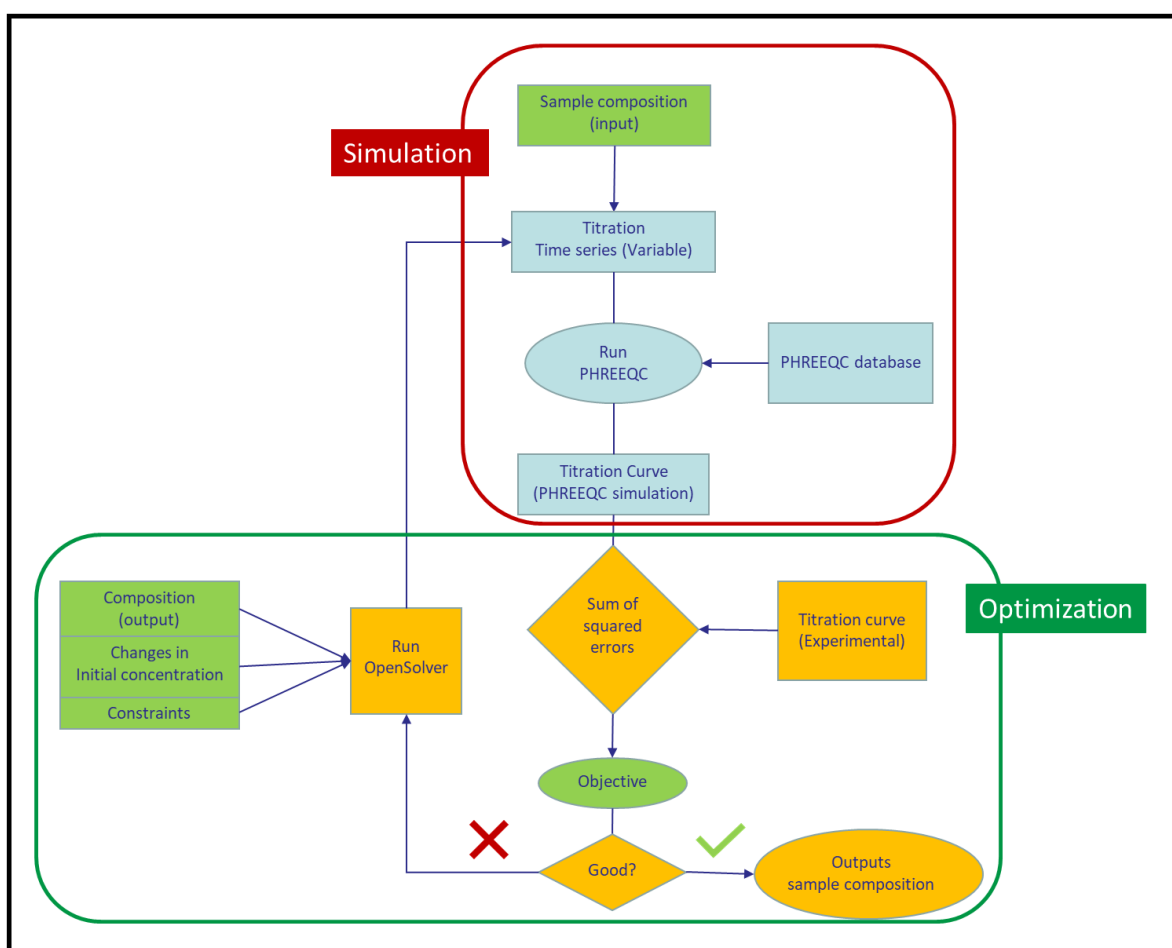 Sample composition
(input)
Simulation
Titration
Time series (Variable)
Run
PHREEQC
PHREEQC database
Titration Curve
(PHREEQC simulation)
Composition
(output)
Changes in
Initial concentration
Constraints
Run
OpenSolver
Sum of
squared
errors
Titration curve
(Experimental)
Optimization
Objective
Good?
Outputs
sample composition